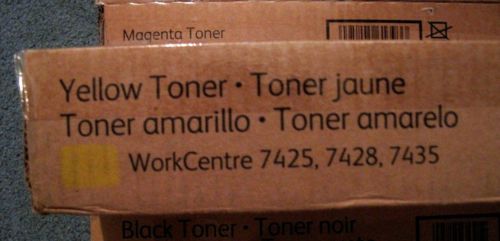 Magenta Toner
Yellow Toner • Toner jaune
Toner amarillo • Toner amarelo
WorkCentre 7425, 7428, 7435
Black Toner • Toner noir